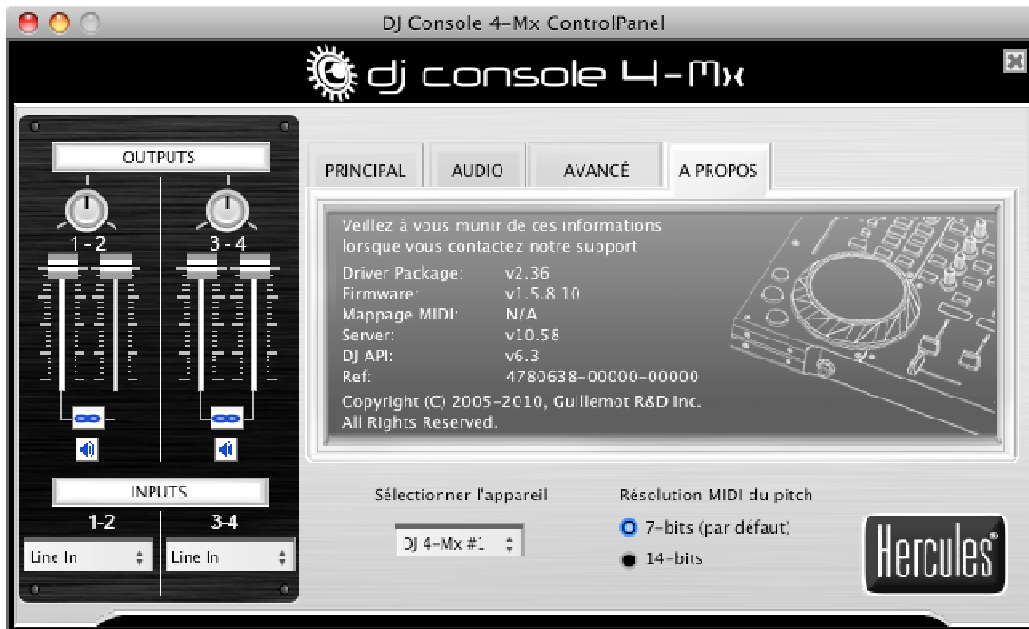 DJ Console 4-Mx ControlPanel
dj console 4-Mx
OUTPUTS
1-2
3-4
INPUTS
1-2
3-4
Line In
Line In
PRINCIPAL
AUDIO
AVANCÉ
A PROPOS
Veillez à vous munir de ces informations
lorsque vous contactez notre support
Driver Package: v2.36
Firmware: v1.5.8.10
Mappage MIDI: N/A
Server: v10.58
DJ API: v6.3
Ref: 4780638-00000-00000
Copyright (C) 2005-2010, Guillemot R&D Inc.
All Rights Reserved.
Sélectionner l'appareil
DJ 4-Mx #1
Résolution MIDI du pitch
7-bits (par défaut)
14-bits
Hercules®